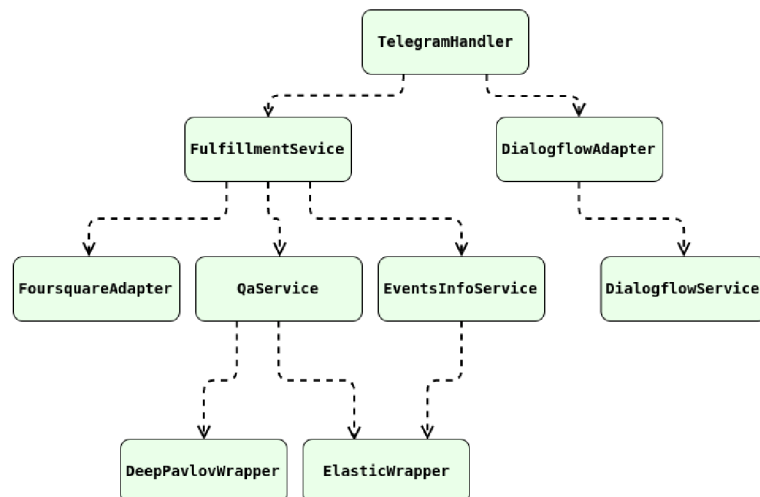 TelegramHandler
FulfillmentSevice
DialogflowAdapter
FoursquareAdapter
QaService
EventsInfoService
DialogflowService
DeepPavlovWrapper
ElasticWrapper